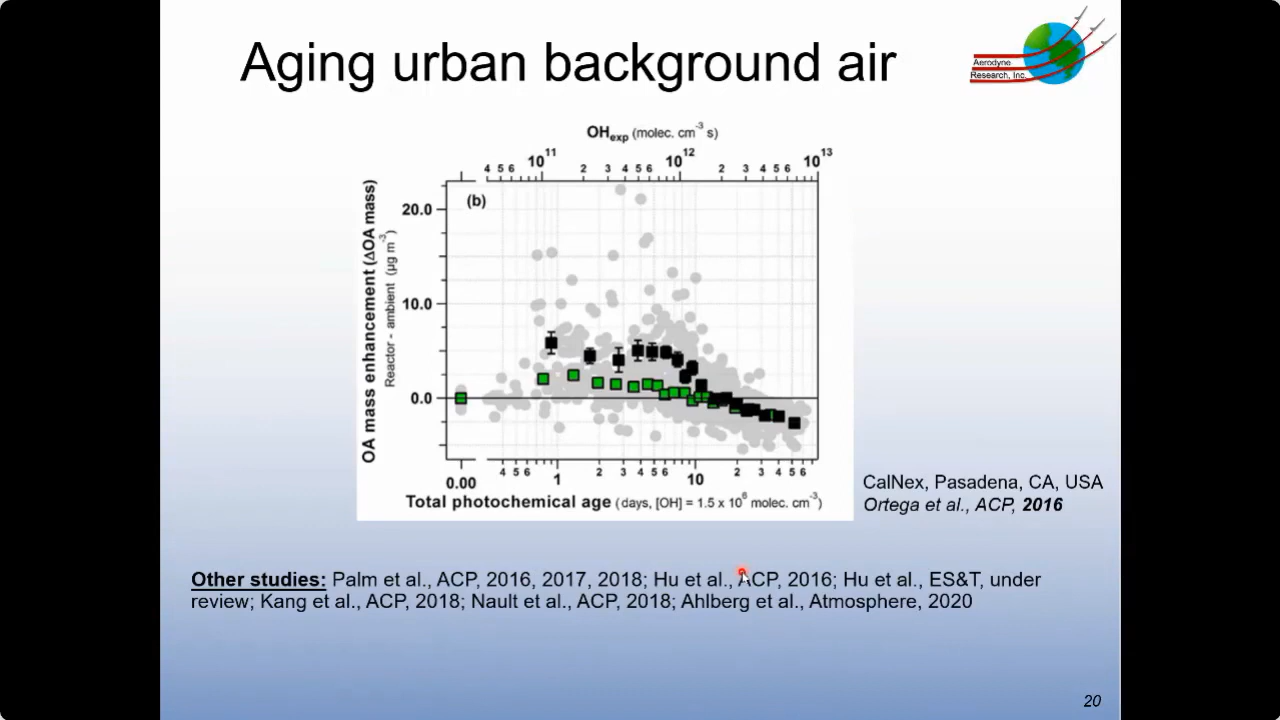 Aging urban background air
Aerodyne
Research, Inc.
OHexp (molec. cm-3 s)
4 5 6 10^11 2 3 4 5 6 10^12 2 3 4 5 6 10^13
OA mass enhancement (ΔOA mass)
Reactor - ambient (µg m-3)
(b)
20.0
10.0
0.0
0.00 4 5 6 1 2 3 4 5 6 10 2 3 4 5 6
Total photochemical age (days, [OH] = 1.5 x 10^6 molec. cm-3)
CalNex, Pasadena, CA, USA
Ortega et al., ACP, 2016
Other studies: Palm et al., ACP, 2016, 2017, 2018; Hu et al., ACP, 2016; Hu et al., ES&T, under
review; Kang et al., ACP, 2018; Nault et al., ACP, 2018; Ahlberg et al., Atmosphere, 2020
20